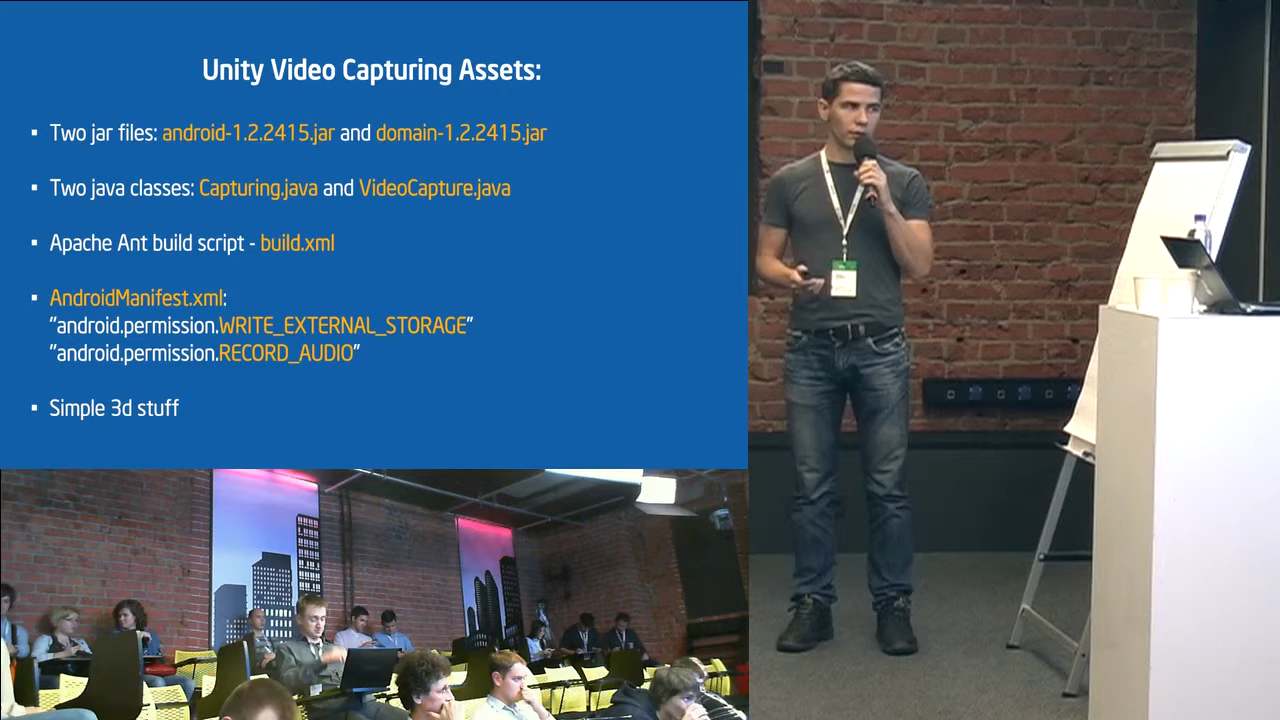 Unity Video Capturing Assets:
▪ Two jar files: android-1.2.2415.jar and domain-1.2.2415.jar
▪ Two java classes: Capturing.java and VideoCapture.java
▪ Apache Ant build script - build.xml
▪ AndroidManifest.xml:
"android.permission.WRITE_EXTERNAL_STORAGE"
"android.permission.RECORD_AUDIO"
▪ Simple 3d stuff